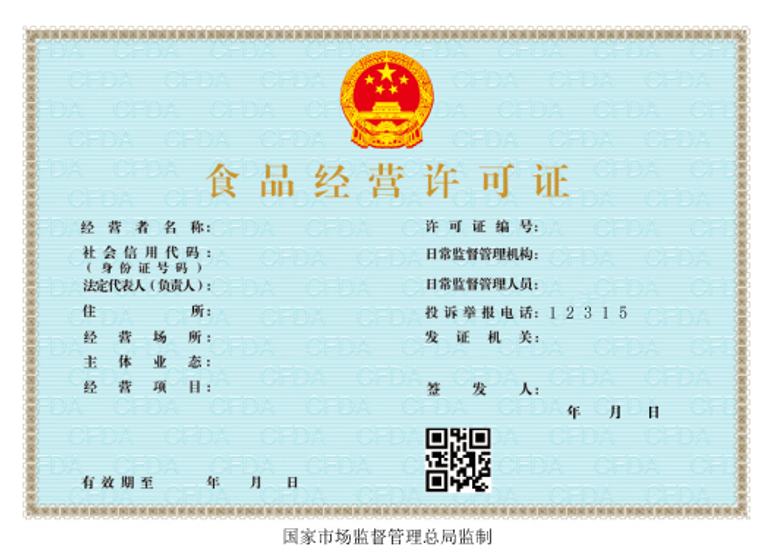 食品经营许可证
经营者名称:
社会信用代码:
(身份证号码)
法定代表人(负责人):
住所:
经营场所:
主体业态:
经营项目:
有效期至 年 月 日
许可证编号:
日常监督管理机构:
日常监督管理人员:
投诉举报电话:12315
发证机关:
签发人:
年 月 日
国家市场监督管理总局监制
CFDA